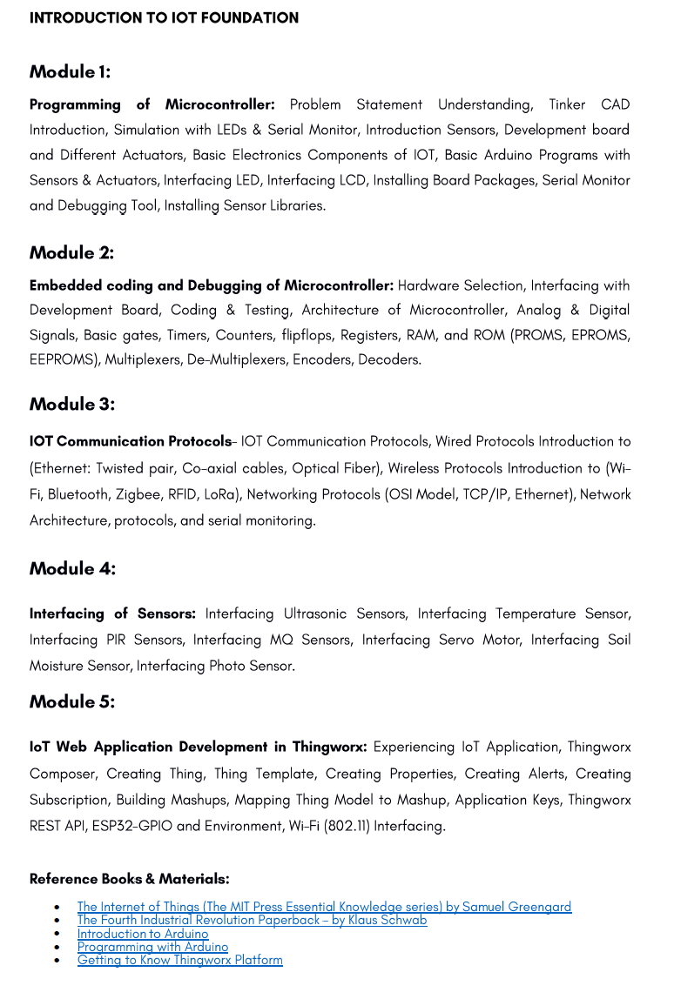 INTRODUCTION TO IOT FOUNDATION
Module 1:
Programming of Microcontroller: Problem Statement Understanding, Tinker CAD
Introduction, Simulation with LEDs & Serial Monitor, Introduction Sensors, Development board
and Different Actuators, Basic Electronics Components of IOT, Basic Arduino Programs with
Sensors & Actuators, Interfacing LED, Interfacing LCD, Installing Board Packages, Serial Monitor
and Debugging Tool, Installing Sensor Libraries.
Module 2:
Embedded coding and Debugging of Microcontroller: Hardware Selection, Interfacing with
Development Board, Coding & Testing, Architecture of Microcontroller, Analog & Digital
Signals, Basic gates, Timers, Counters, flipflops, Registers, RAM, and ROM (PROMS, EPROMS,
EEPROMS), Multiplexers, De-Multiplexers, Encoders, Decoders.
Module 3:
IOT Communication Protocols- IOT Communication Protocols, Wired Protocols Introduction to
(Ethernet: Twisted pair, Co-axial cables, Optical Fiber), Wireless Protocols Introduction to (Wi-
Fi, Bluetooth, Zigbee, RFID, LoRa), Networking Protocols (OSI Model, TCP/IP, Ethernet), Network
Architecture, protocols, and serial monitoring.
Module 4:
Interfacing of Sensors: Interfacing Ultrasonic Sensors, Interfacing Temperature Sensor,
Interfacing PIR Sensors, Interfacing MQ Sensors, Interfacing Servo Motor, Interfacing Soil
Moisture Sensor, Interfacing Photo Sensor.
Module 5:
IoT Web Application Development in Thingworx: Experiencing IoT Application, Thingworx
Composer, Creating Thing, Thing Template, Creating Properties, Creating Alerts, Creating
Subscription, Building Mashups, Mapping Thing Model to Mashup, Application Keys, Thingworx
REST API, ESP32-GPIO and Environment, Wi-Fi (802.11) Interfacing.
Reference Books & Materials:
• The Internet of Things (The MIT Press Essential Knowledge series) by Samuel Greengard
• The Fourth Industrial Revolution Paperback – by Klaus Schwab
• Introduction to Arduino
• Programming with Arduino
• Getting to Know Thingworx Platform